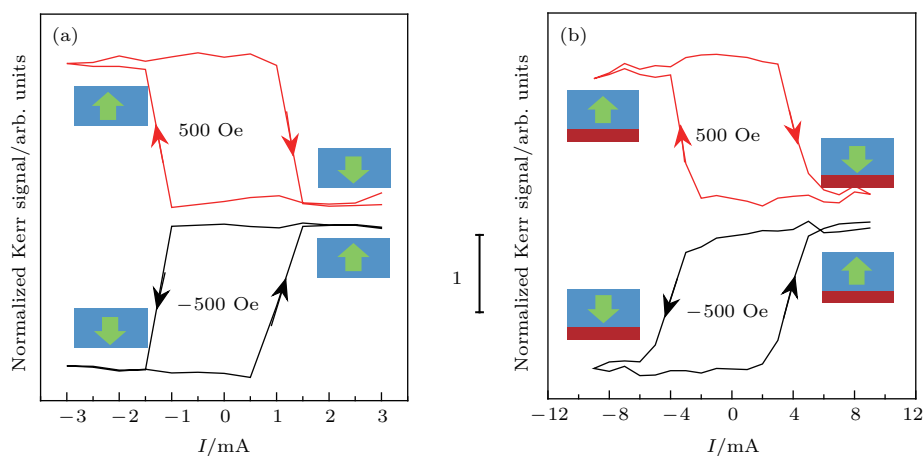 (a)
Normalized Kerr signal/arb. units
500 Oe
−500 Oe
−3 −2 −1 0 1 2 3
I/mA
1
(b)
Normalized Kerr signal/arb. units
500 Oe
−500 Oe
−12 −8 −4 0 4 8 12
I/mA